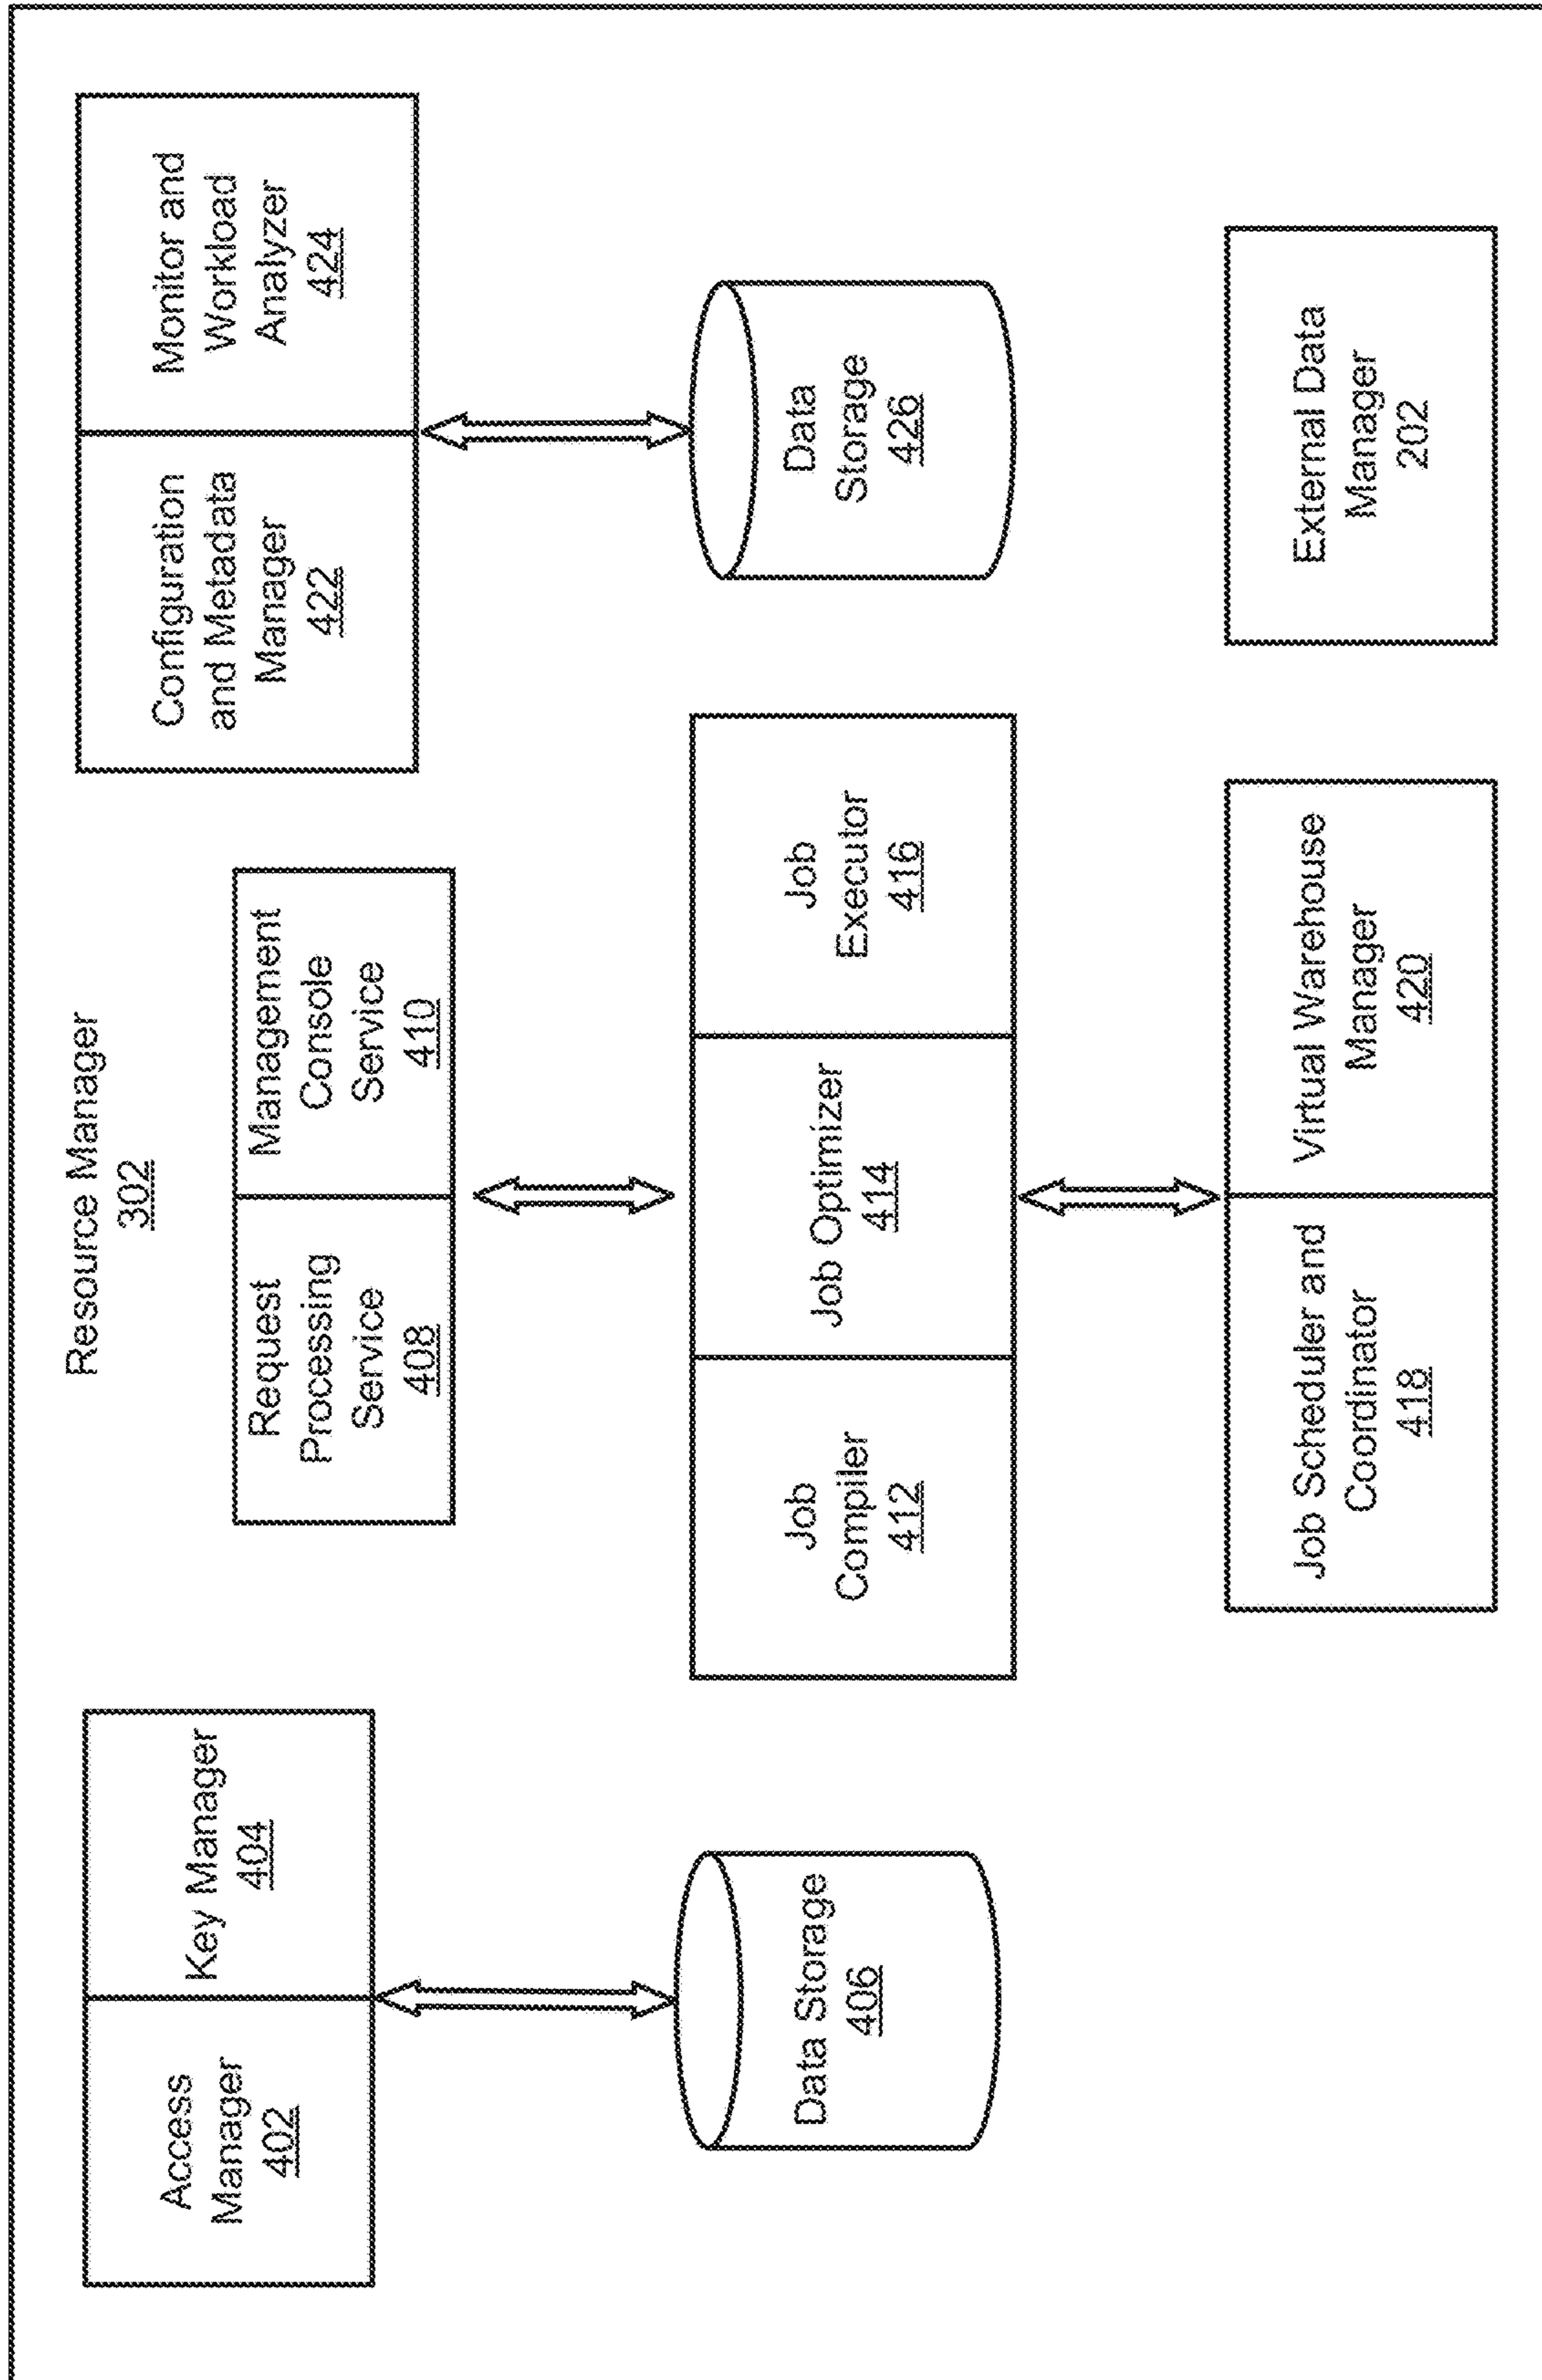 Resource Manager
302
Access
Manager
402
Key Manager
404
Data Storage
406
Request
Processing
Service
408
Management
Console
Service
410
Job
Compiler
412
Job Optimizer
414
Job
Executor
416
Job Scheduler and
Coordinator
418
Virtual Warehouse
Manager
420
Configuration
and Metadata
Manager
422
Monitor and
Workload
Analyzer
424
Data
Storage
426
External Data
Manager
202